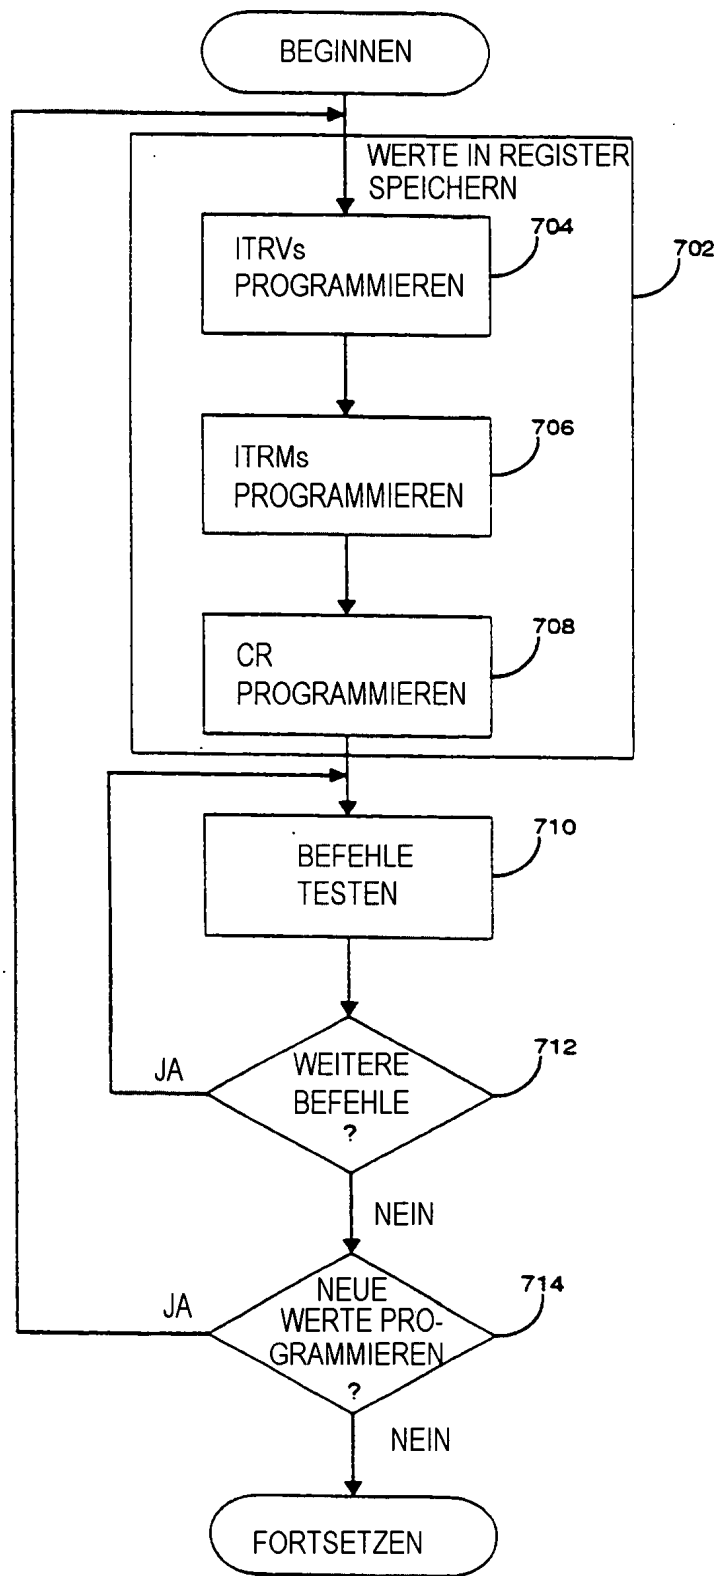 BEGINNEN
WERTE IN REGISTER
SPEICHERN
704
702
ITRVs
PROGRAMMIEREN
706
ITRMs
PROGRAMMIEREN
708
CR
PROGRAMMIEREN
710
BEFEHLE
TESTEN
712
JA
WEITERE
BEFEHLE
?
NEIN
714
JA
NEUE
WERTE PRO-
GRAMMIEREN
?
NEIN
FORTSETZEN